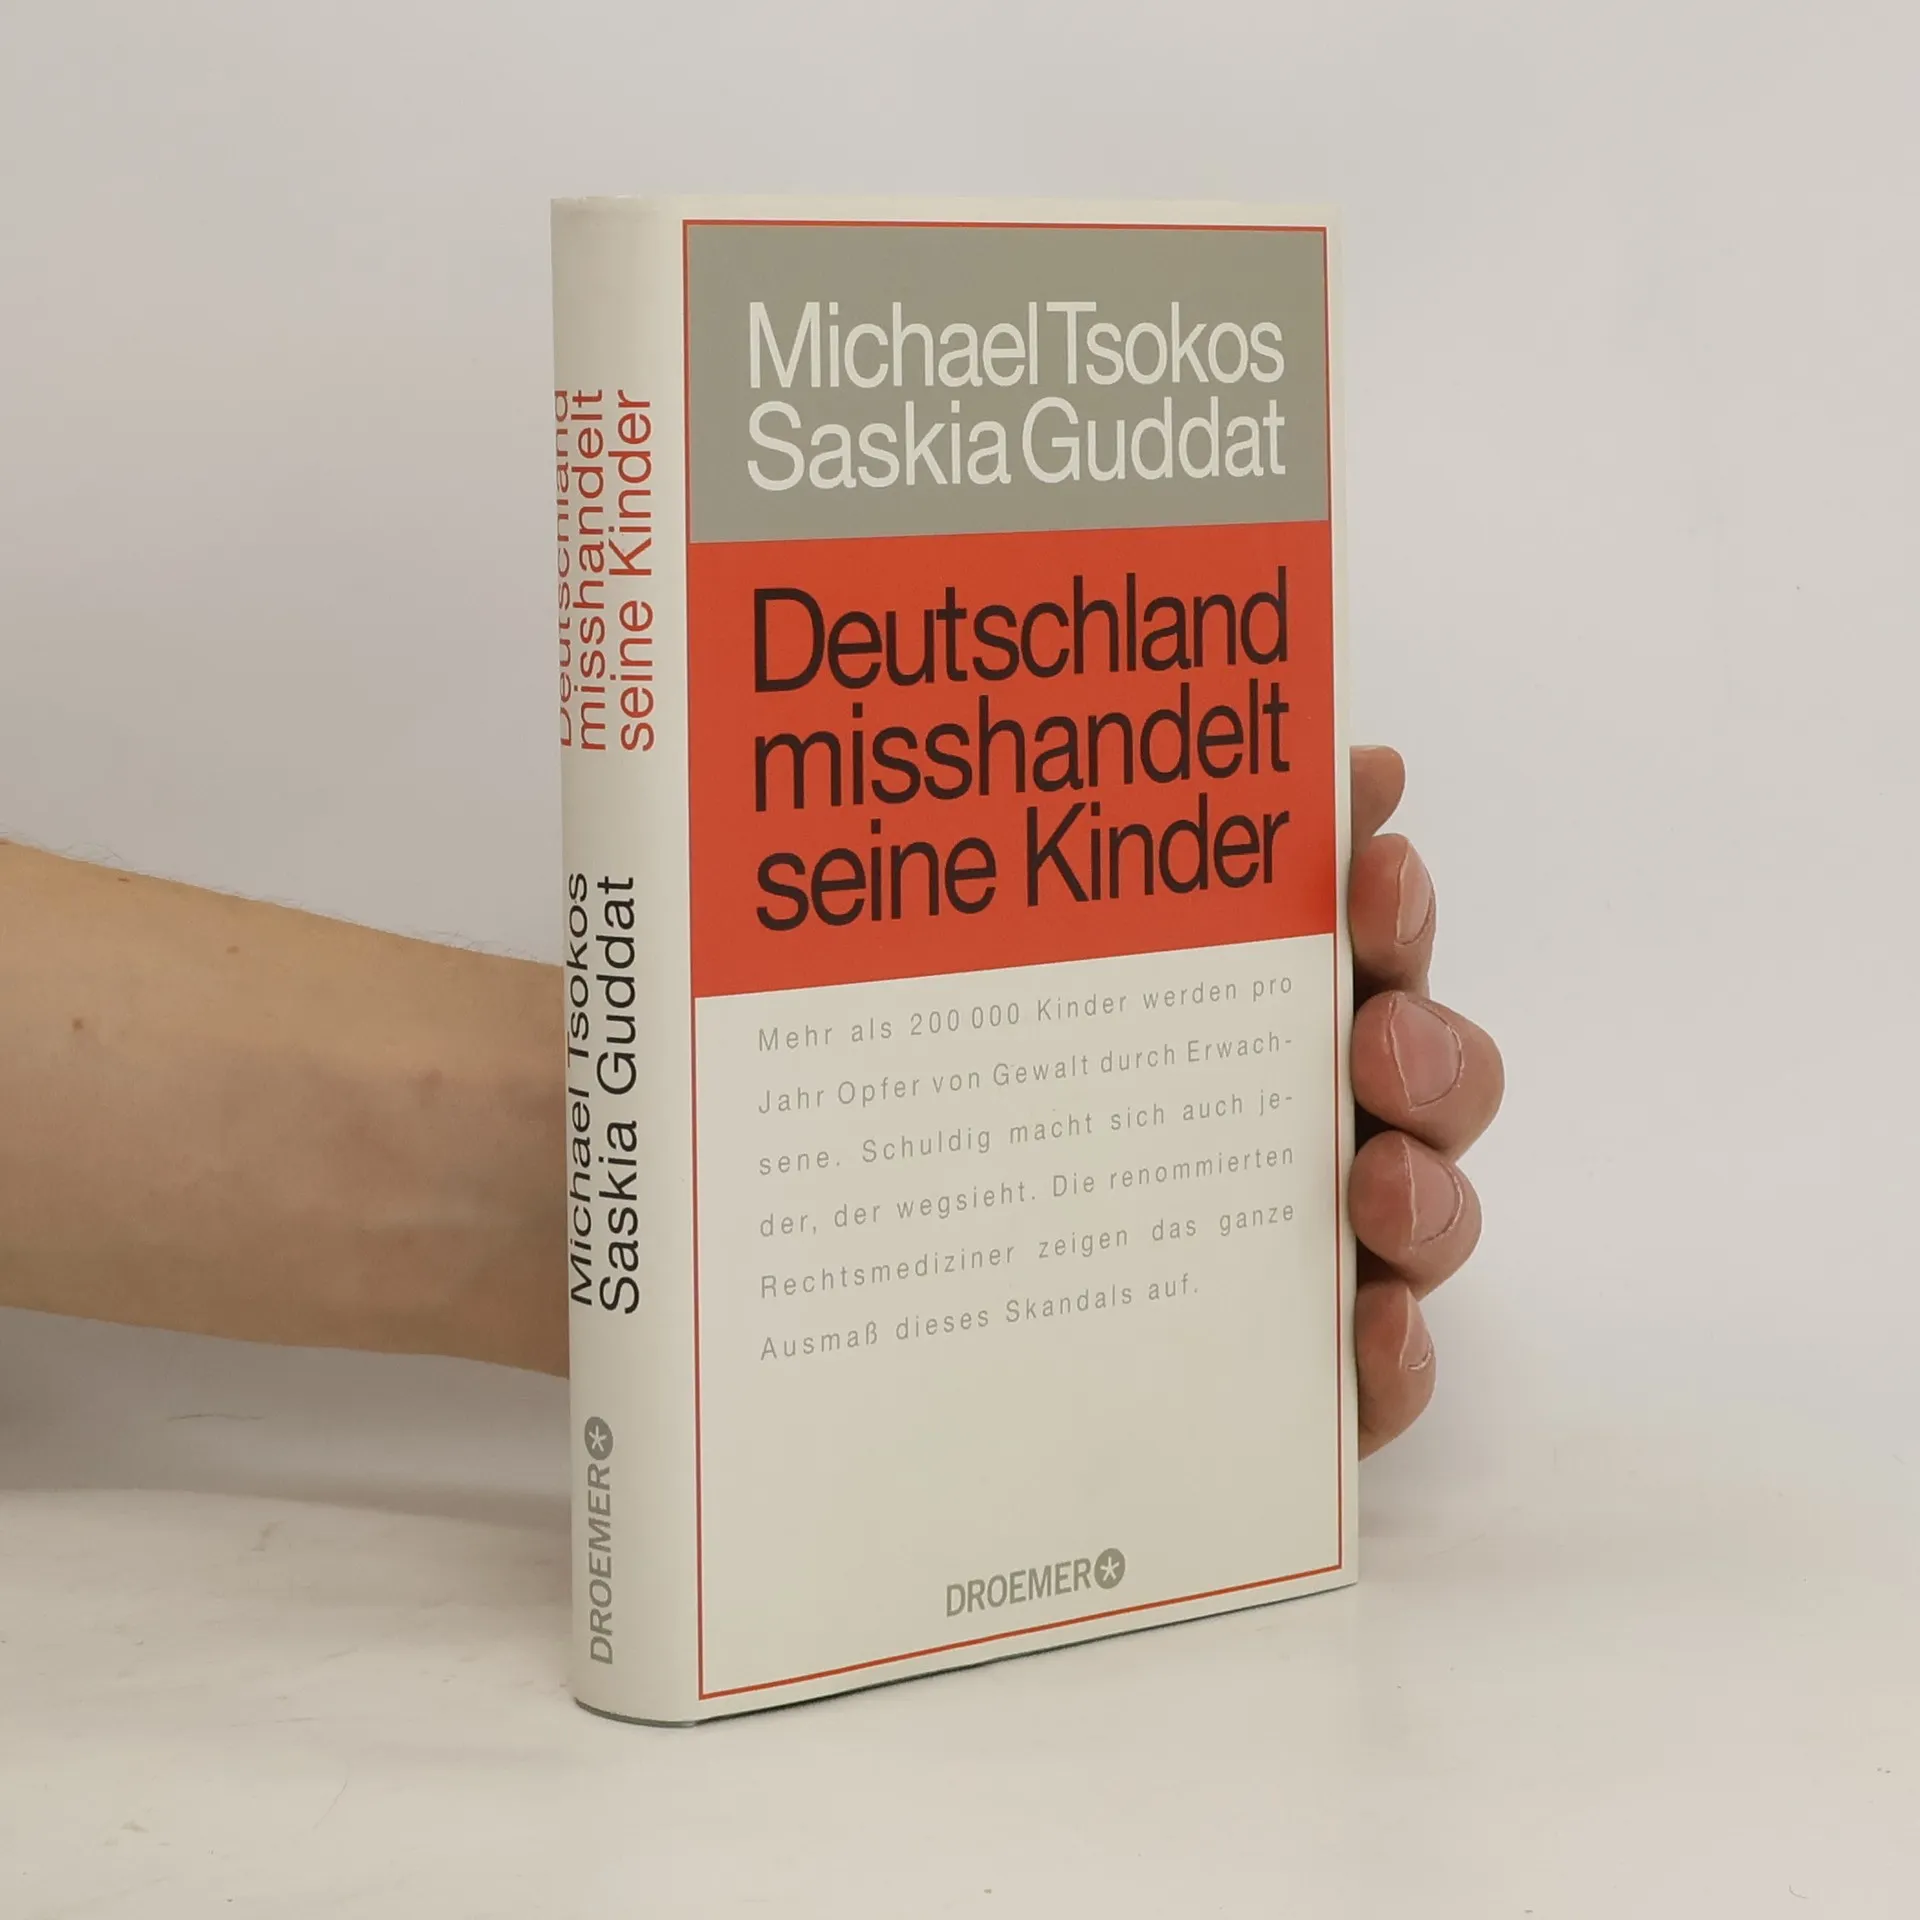 Deutschland
misshandelt
seine Kinder
Michael Tsokos
Saskia Guddat
DROEMER*
Michael Tsokos
Saskia Guddat
Deutschland
misshandelt
seine Kinder
Mehr als 200 000 Kinder werden pro
Jahr Opfer von Gewalt durch Erwach-
sene. Schuldig macht sich auch je-
der, der wegsieht. Die renommierten
Rechtsmediziner zeigen das ganze
Ausmaß dieses Skandals auf.
DROEMER*